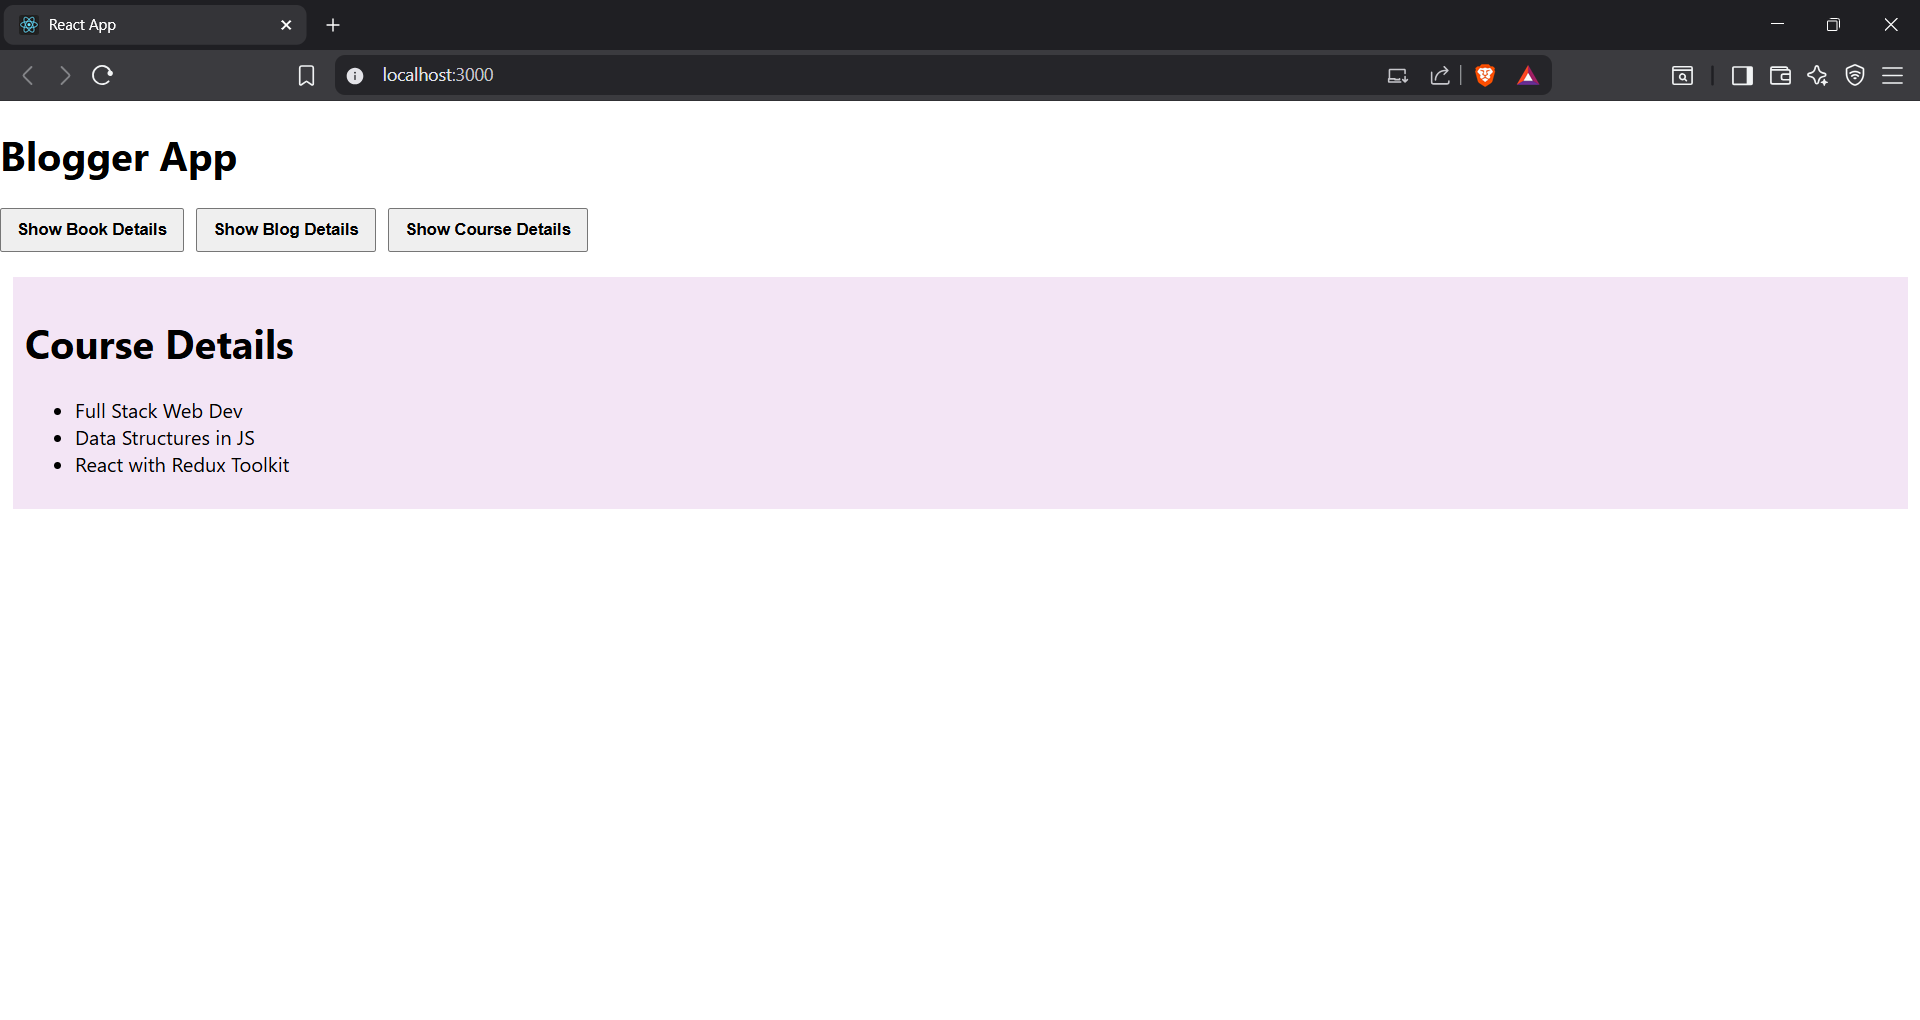 React App
localhost:3000
Blogger App
Show Book Details Show Blog Details Show Course Details
Course Details
Full Stack Web Dev
Data Structures in JS
React with Redux Toolkit